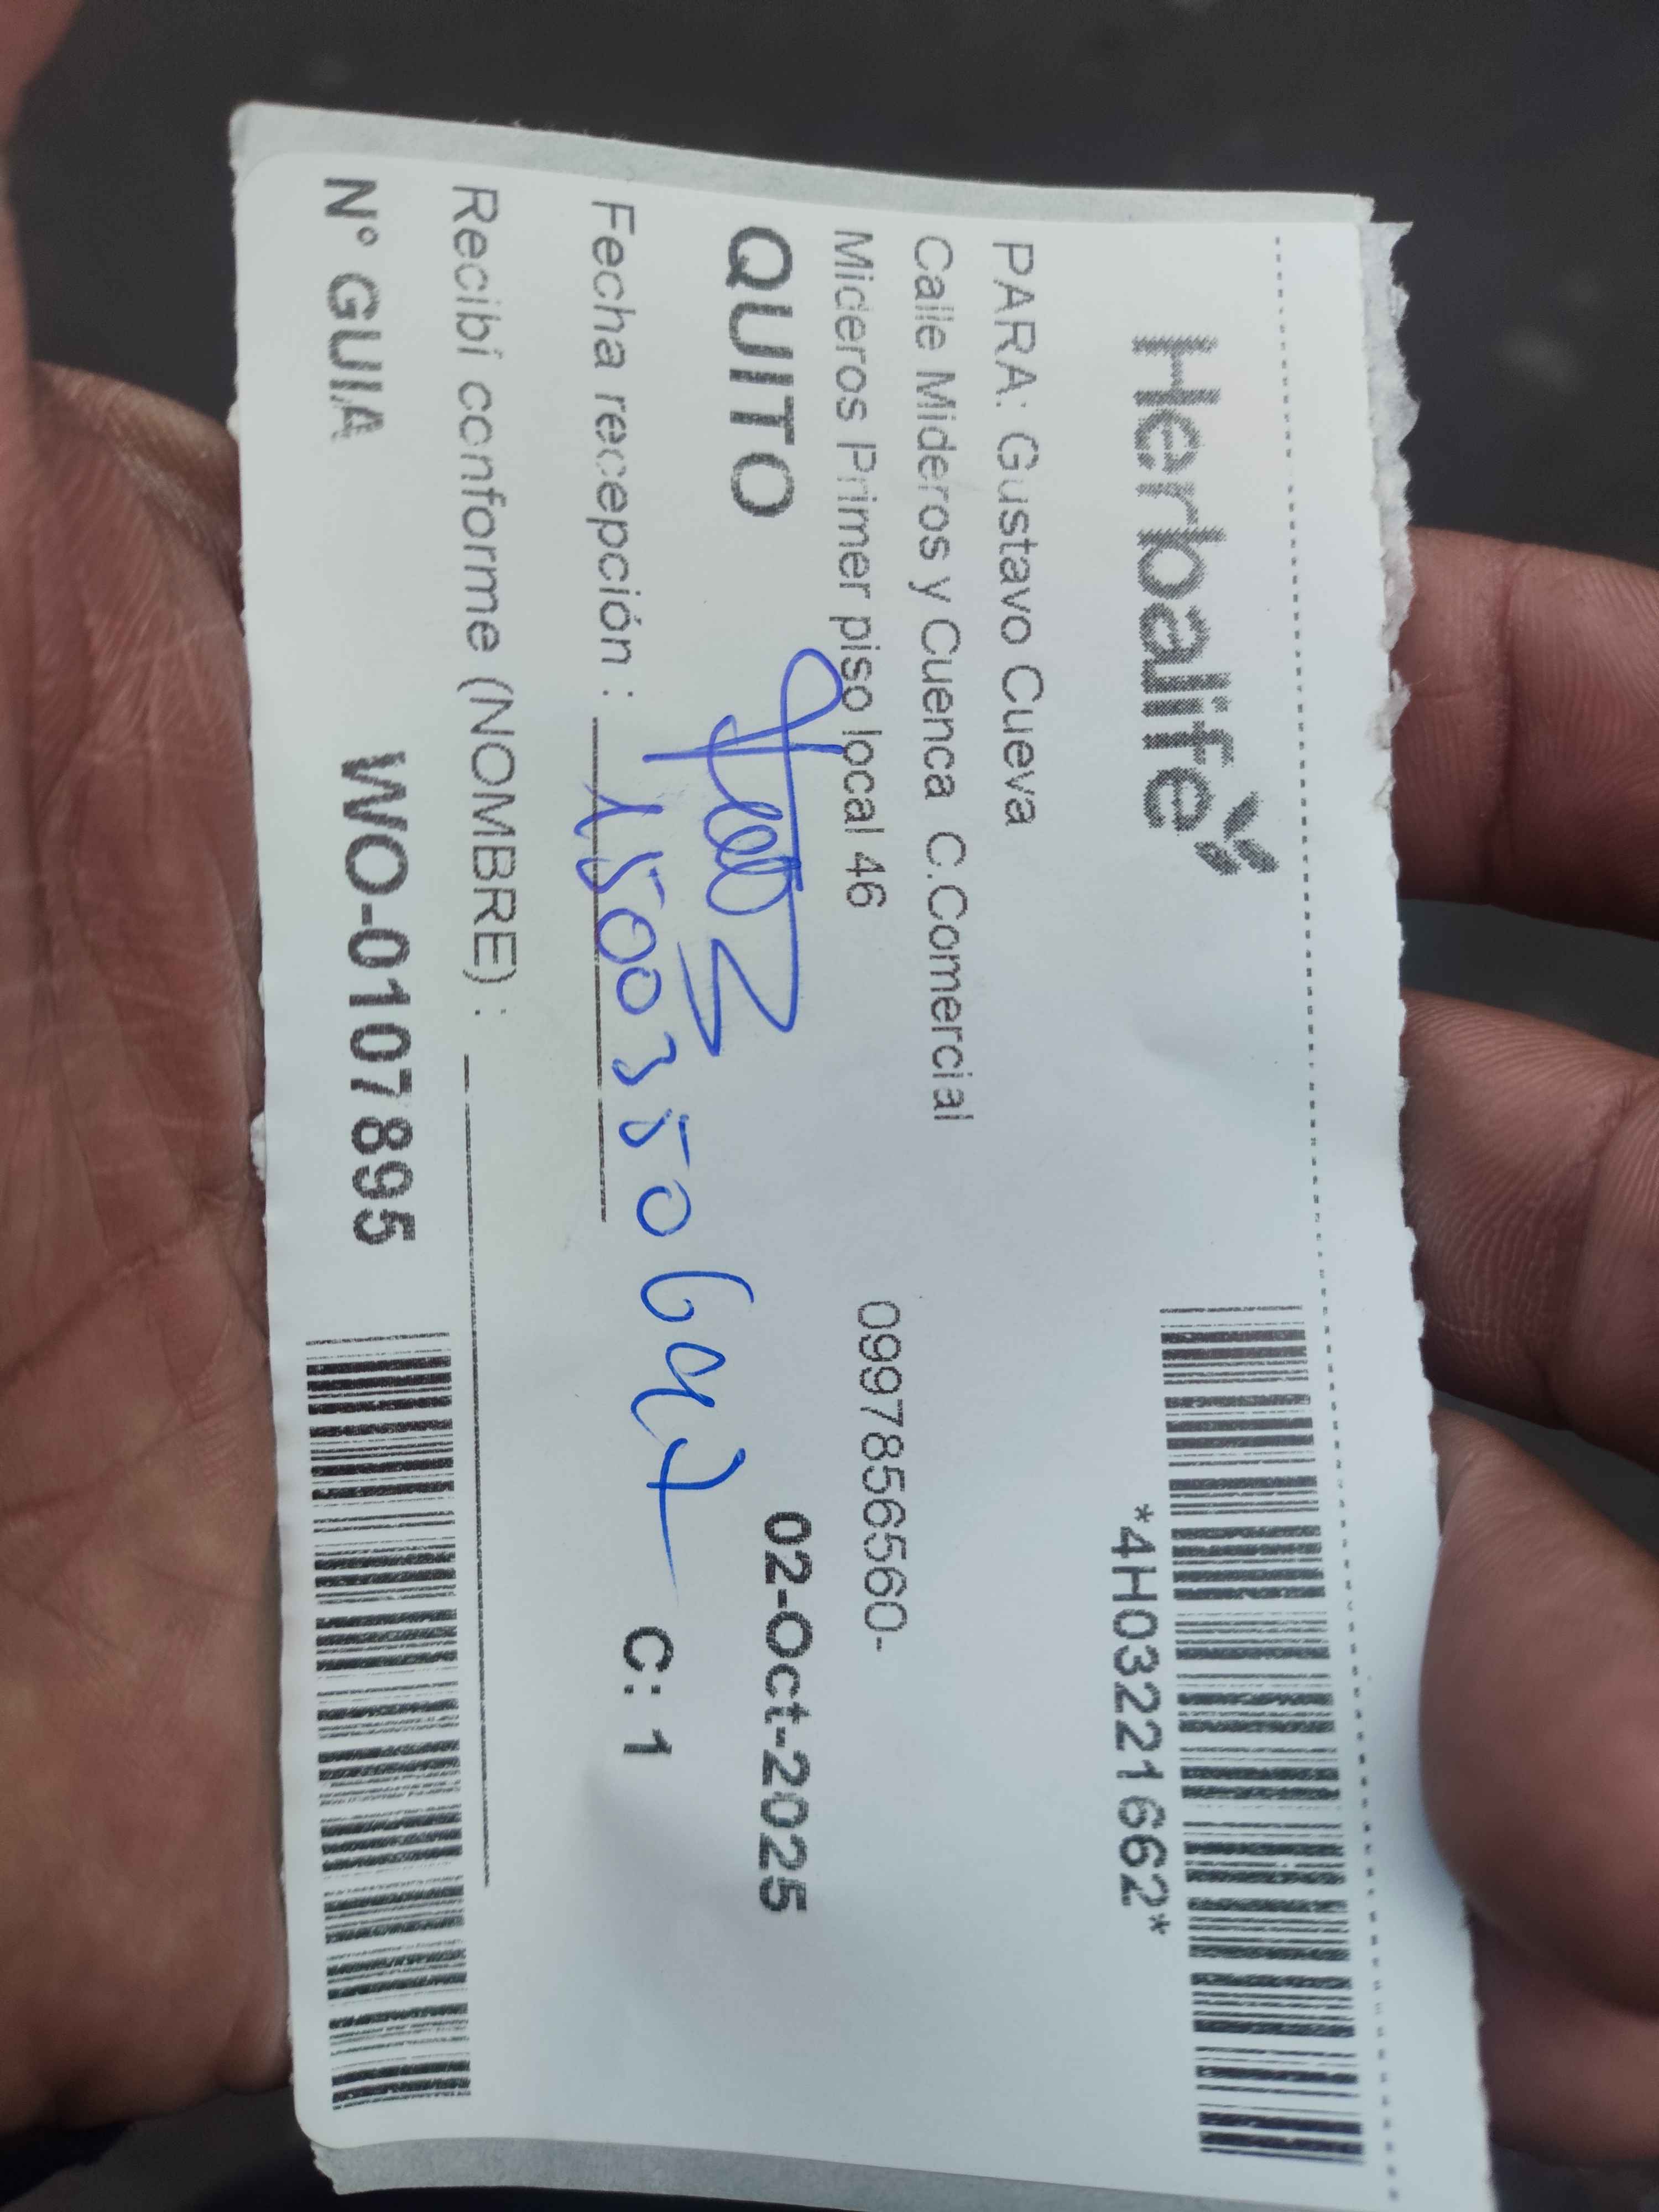 Herbalife
*4H03221662*
PARA: Gustavo Cueva
Calle Mideros y Cuenca C.Comercial
Mideros Primer piso local 46
0997856560-
QUITO
02-Oct-2025
Fecha recepción :
C: 1
Recibí conforme (NOMBRE) :
N° GUIA
WO-0107895